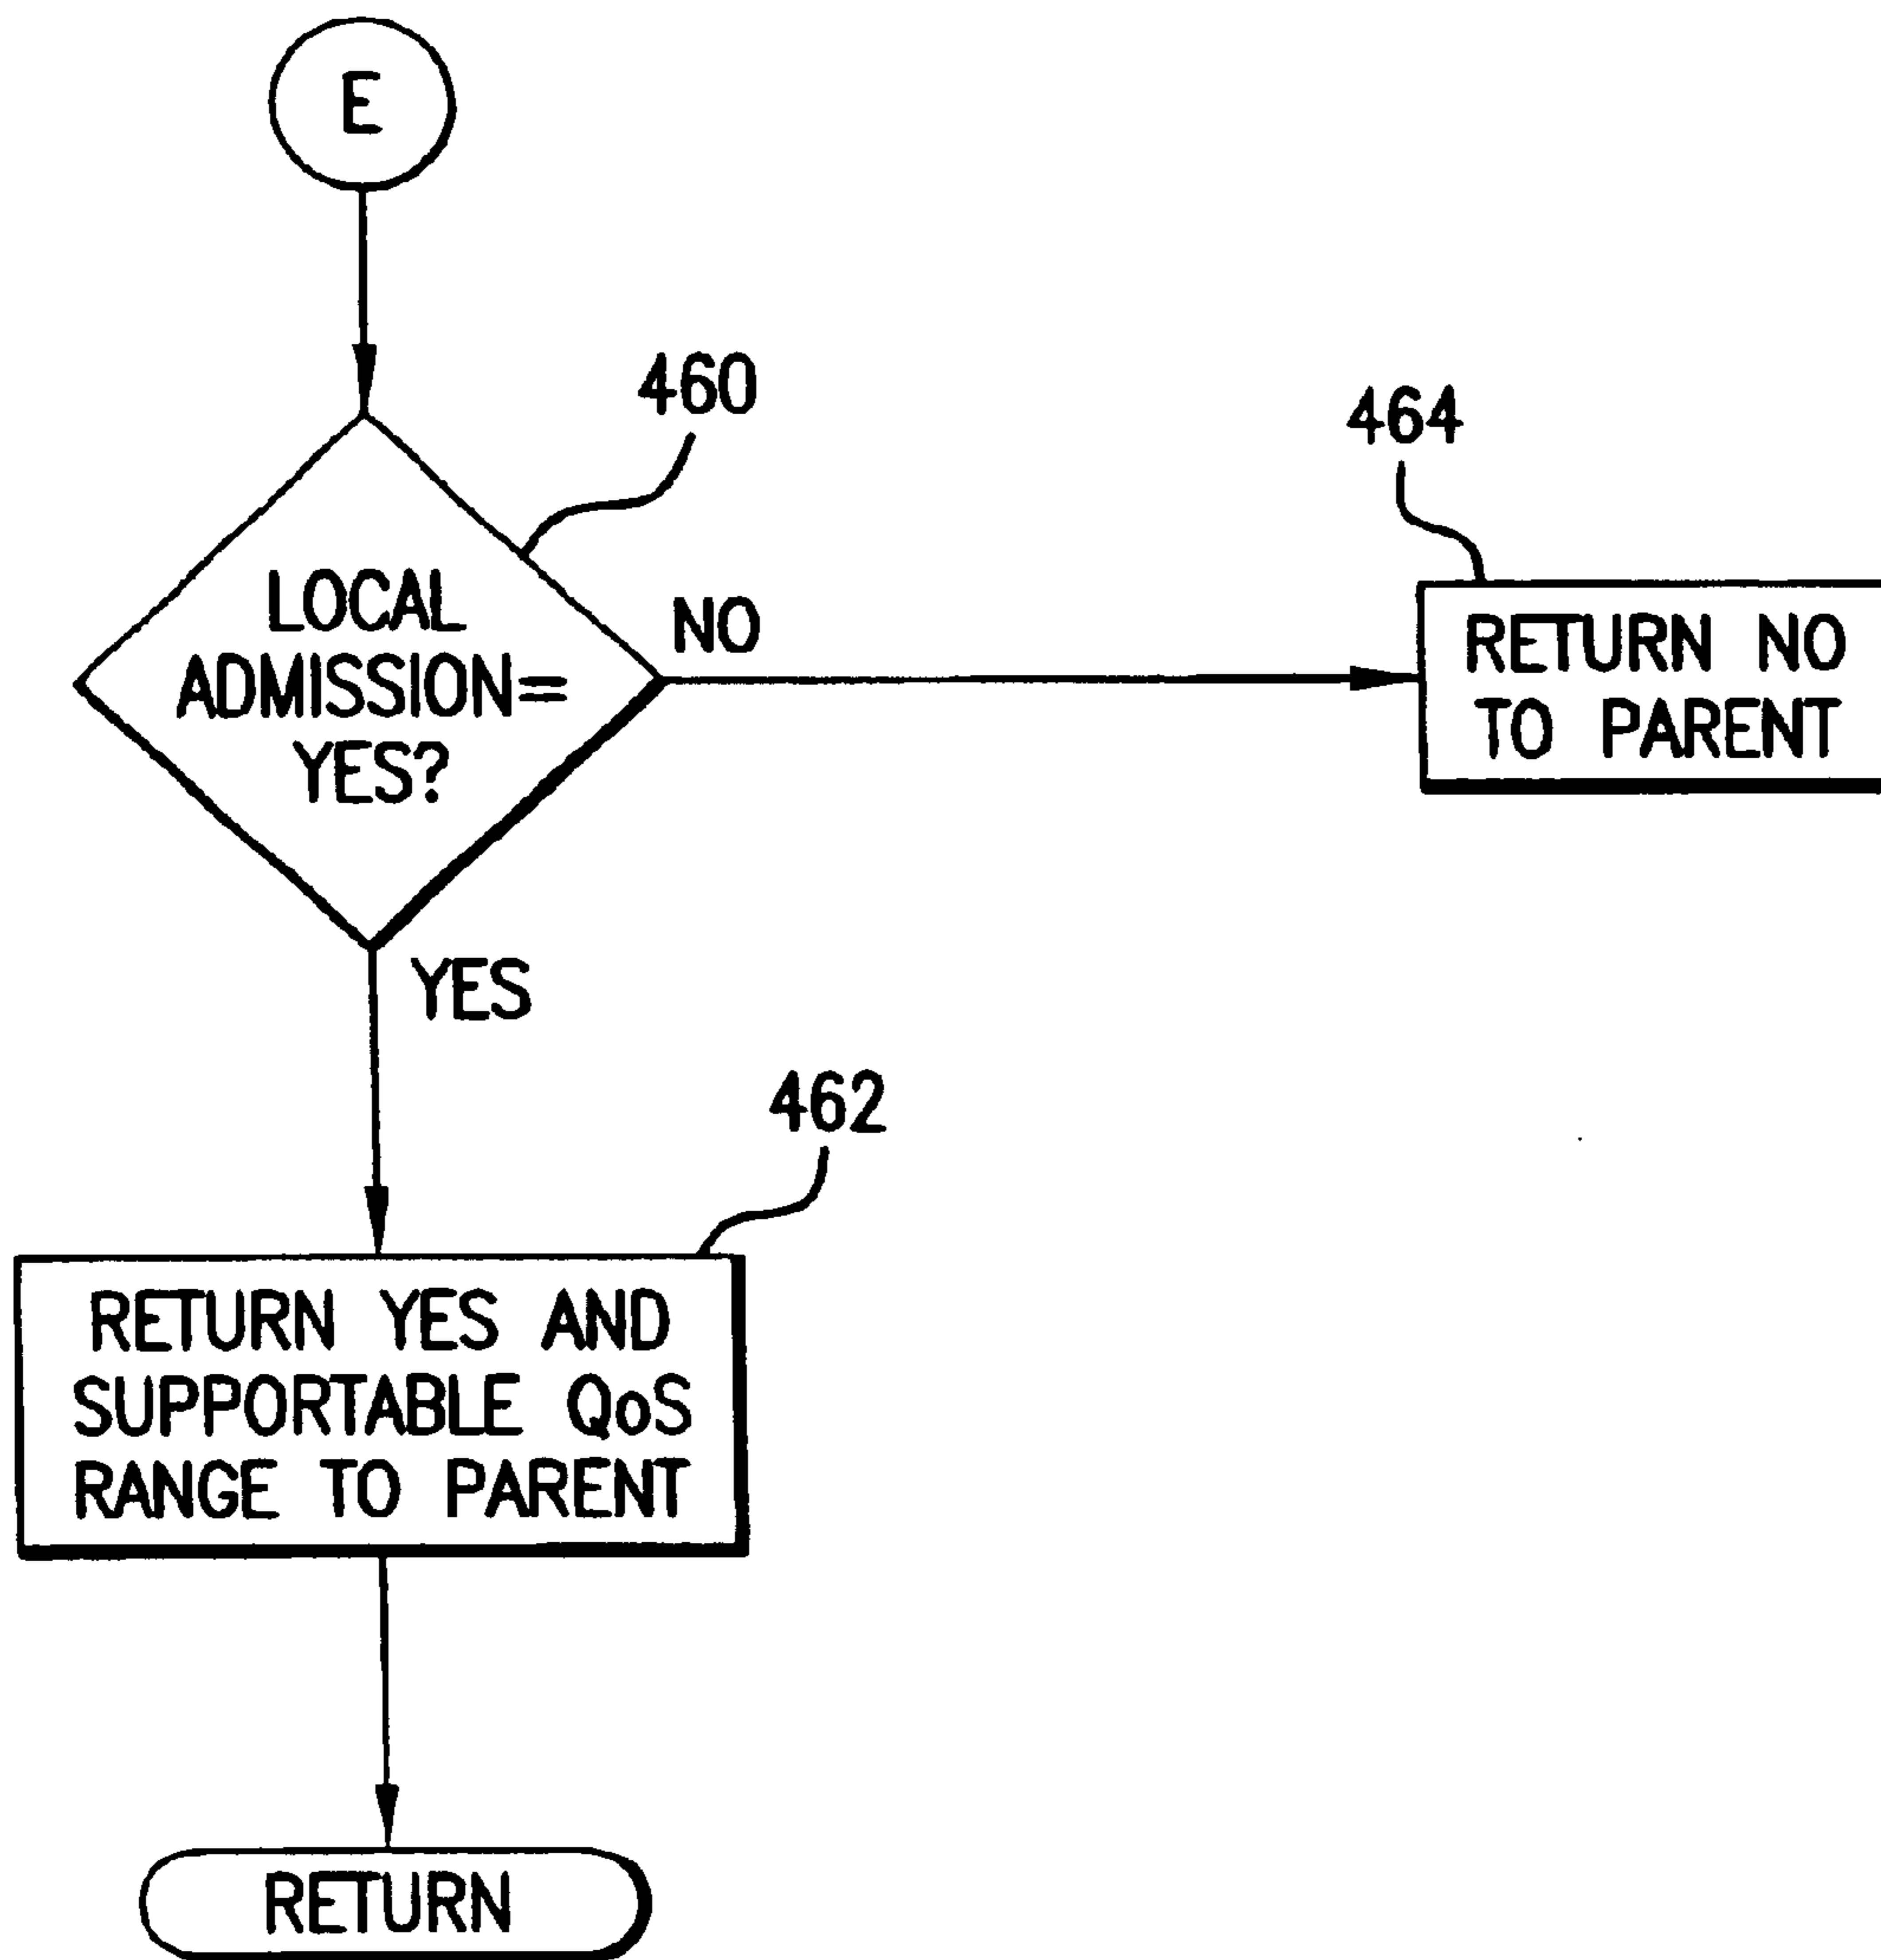 E
460
464
LOCAL
ADMISSION=
YES?
NO
RETURN NO
TO PARENT
YES
462
RETURN YES AND
SUPPORTABLE QoS
RANGE TO PARENT
RETURN